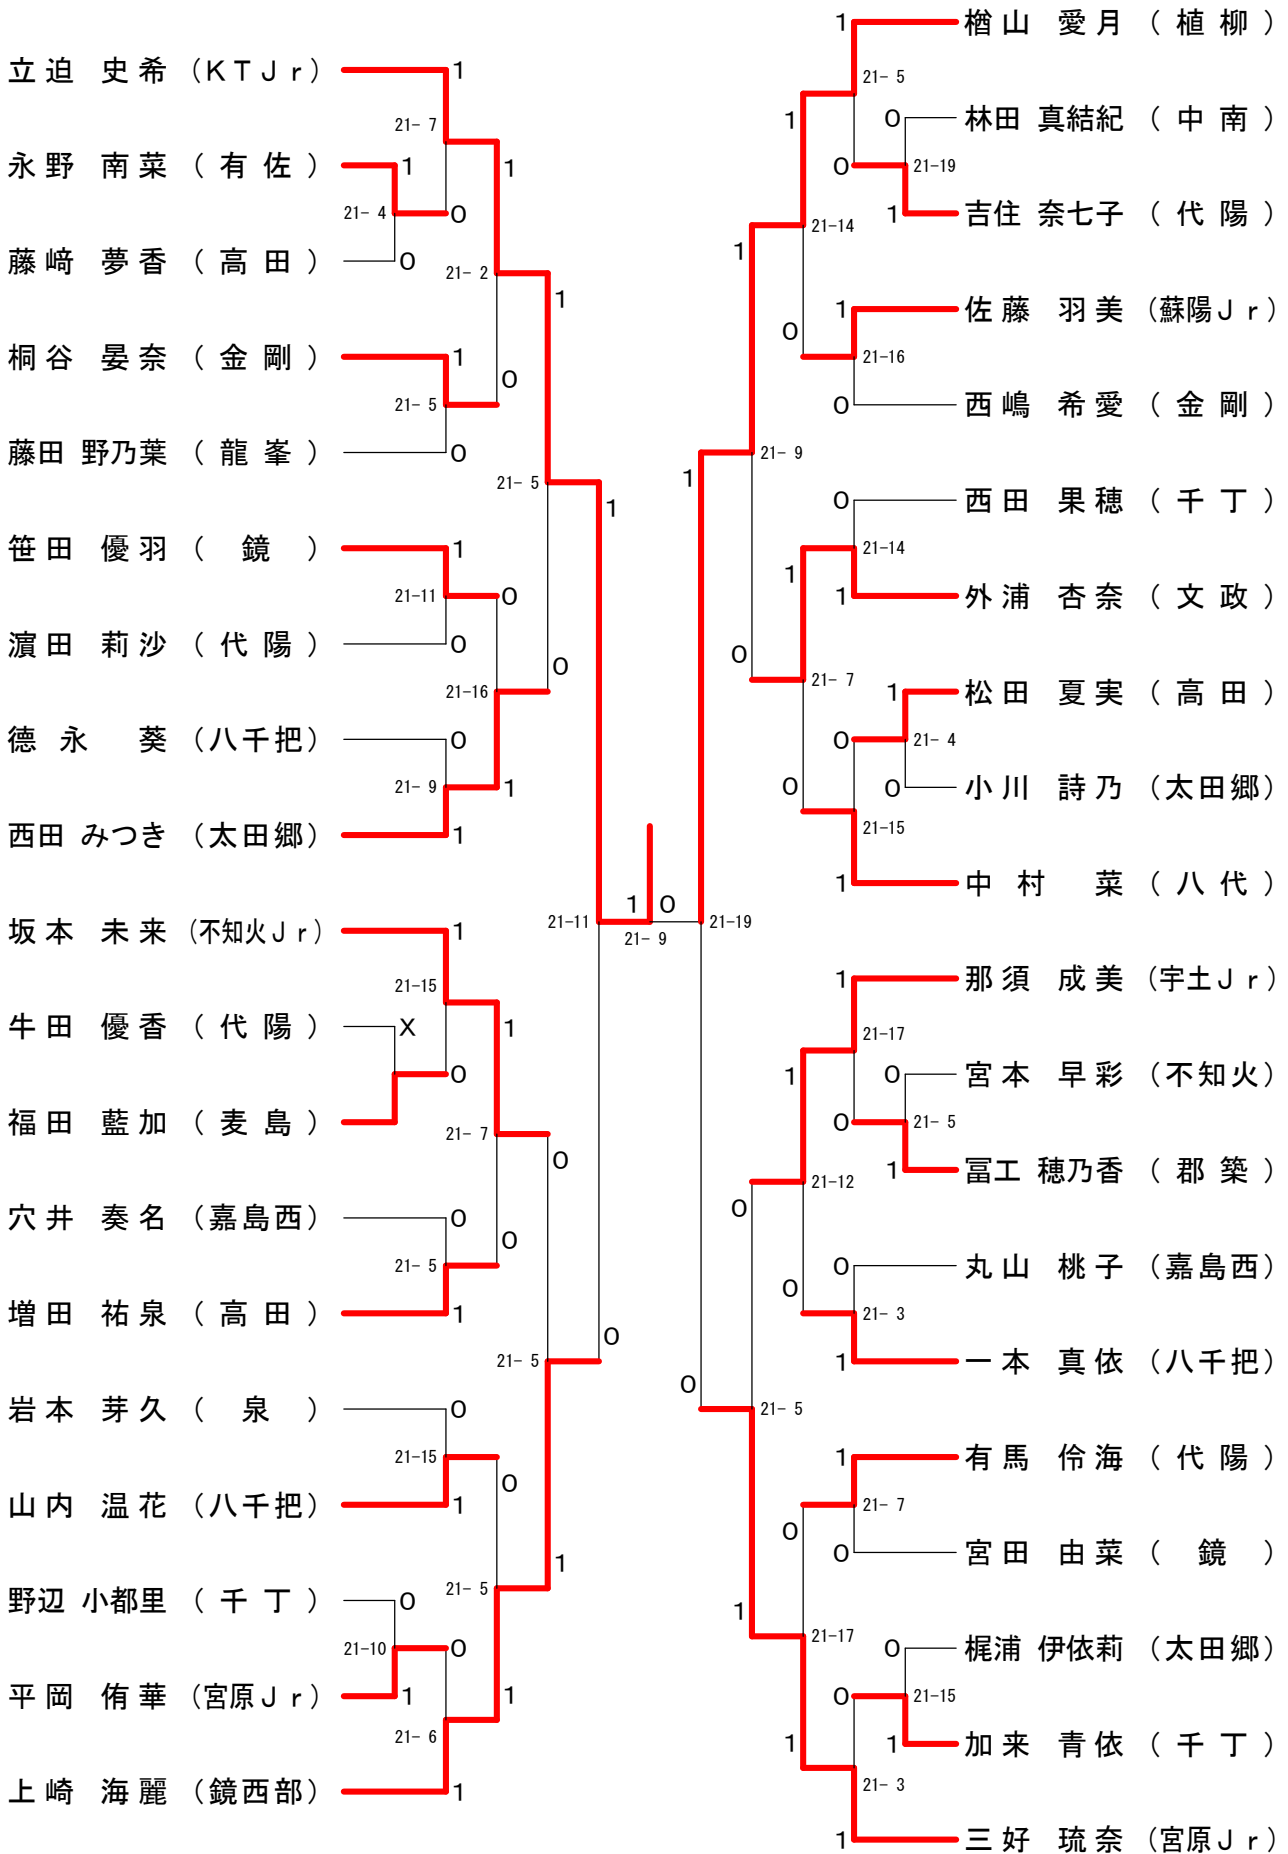 立迫 史希 (KTJr)
永野 南菜 (有佐)
藤﨑 夢香 (高田)
桐谷 晏奈 (金剛)
藤田 野乃葉 (龍峯)
笹田 優羽 (鏡)
濵田 莉沙 (代陽)
德永 葵 (八千把)
西田 みつき (太田郷)
坂本 未来 (不知火Jr)
牛田 優香 (代陽)
福田 藍加 (麦島)
穴井 奏名 (嘉島西)
増田 祐泉 (高田)
岩本 芽久 (泉)
山内 温花 (八千把)
野辺 小都里 (千丁)
平岡 侑華 (宮原Jr)
上崎 海麗 (鏡西部)
1
21- 7
1
21- 4
0
0
1
21- 2
1
1
21- 5
0
0
21- 5
1
1
21-11
0
0
21-16
0
0
21- 9
1
1
21-11
1
0
21- 9
21-19
1
21-15
X
0
1
21- 7
0
0
21- 5
0
1
21- 5
0
0
21-15
0
1
21- 5
1
0
21-10
0
1
1
21- 6
1
1
21- 5
1
0
0
21-19
1
21-14
1
1
0
21-16
0
21- 9
1
0
21-14
1
1
0
21- 7
1
0
21- 4
0
0
21-15
1
1
21-17
1
0
0
21- 5
1
21-12
0
0
0
21- 3
1
0
21- 5
1
21- 7
0
0
1
21-17
0
0
21-15
1
1
21- 3
1
楢山 愛月 (植柳)
林田 真結紀 (中南)
吉住 奈七子 (代陽)
佐藤 羽美 (蘇陽Jr)
西嶋 希愛 (金剛)
西田 果穂 (千丁)
外浦 杏奈 (文政)
松田 夏実 (高田)
小川 詩乃 (太田郷)
中村 菜 (八代)
那須 成美 (宇土Jr)
宮本 早彩 (不知火)
冨工 穂乃香 (郡築)
丸山 桃子 (嘉島西)
一本 真依 (八千把)
有馬 伶海 (代陽)
宮田 由菜 (鏡)
梶浦 伊依莉 (太田郷)
加来 青依 (千丁)
三好 琉奈 (宮原Jr)